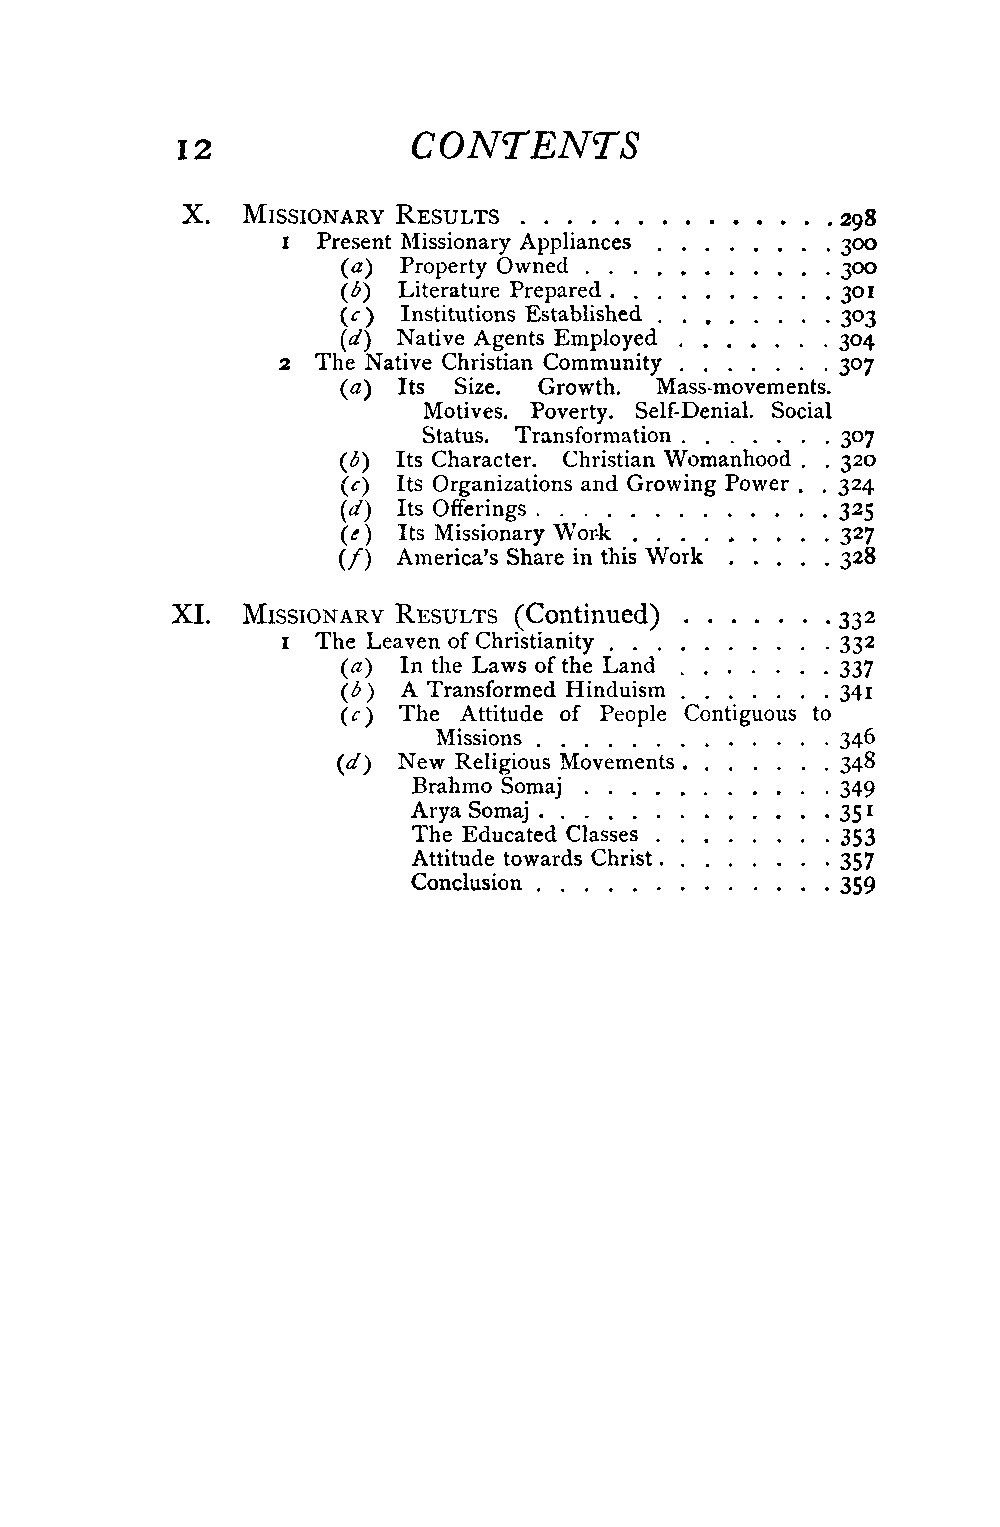 12 CONTENTS
X. MISSIONARY RESULTS . . . . . . . . . . . . . . 298
1 Present Missionary Appliances . . . . . . . . 300
(a) Property Owned . . . . . . . . . . . 300
(b) Literature Prepared . . . . . . . . . . 301
(c) Institutions Established . . . . . . . . 303
(d) Native Agents Employed . . . . . . . 304
2 The Native Christian Community . . . . . . . 307
(a) Its Size. Growth. Mass-movements.
Motives. Poverty. Self-Denial. Social
Status. Transformation . . . . . . . 307
(b) Its Character. Christian Womanhood . . 320
(c) Its Organizations and Growing Power . . 324
(d) Its Offerings . . . . . . . . . . . . . 325
(e) Its Missionary Work . . . . . . . . . 327
(f) America's Share in this Work . . . . . 328
XI. MISSIONARY RESULTS (Continued) . . . . . . . 332
1 The Leaven of Christianity . . . . . . . . . . 332
(a) In the Laws of the Land . . . . . . . 337
(b) A Transformed Hinduism . . . . . . . 341
(c) The Attitude of People Contiguous to
Missions . . . . . . . . . . . . . 346
(d) New Religious Movements . . . . . . . 348
Brahmo Somaj . . . . . . . . . . . 349
Arya Somaj . . . . . . . . . . . . . 351
The Educated Classes . . . . . . . . 353
Attitude towards Christ . . . . . . . . 357
Conclusion . . . . . . . . . . . . . 359